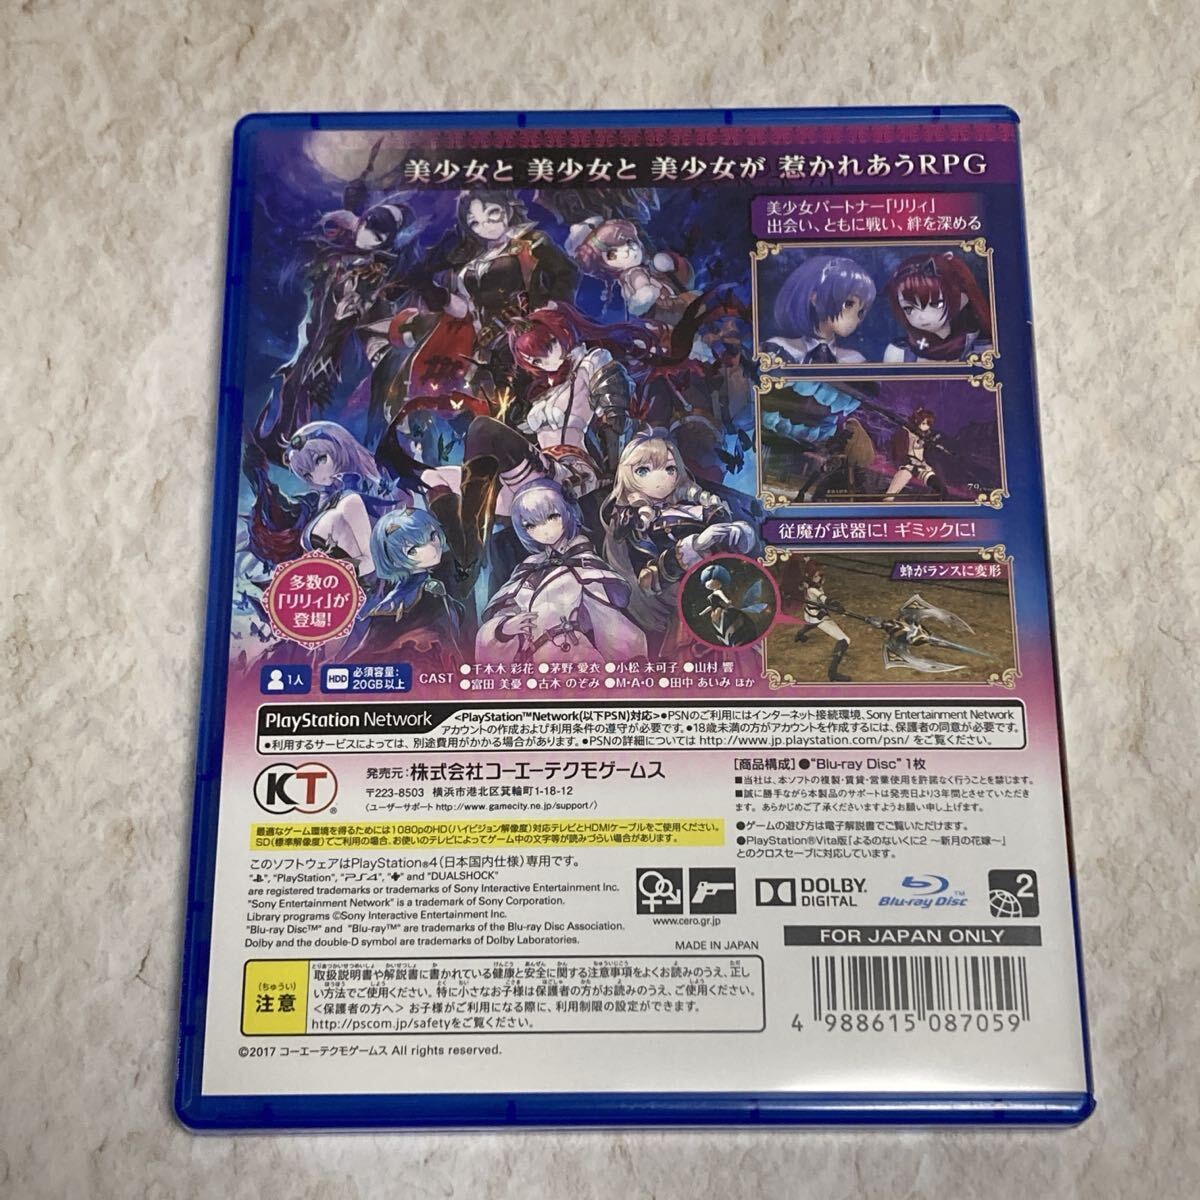 美少女と 美少女と 美少女が 惹かれあうRPG
美少女パートナー「リリィ」
出会い、ともに戦い、絆を深める
従魔が武器に! ギミックに!
蜂がランスに変形
多数の
「リリィ」が
登場!
1人
HDD 必須容量:
20GB以上
CAST ●千本木 彩花 ●茅野 愛衣 ●小松 未可子 ●山村 響
●富田 美憂 ●古木 のぞみ ●M・A・O ●田中 あいみ ほか
PlayStation Network <PlayStation™Network(以下PSN)対応>●PSNのご利用にはインターネット接続環境、Sony Entertainment Network
アカウントの作成および利用条件の遵守が必要です。●18歳未満の方がアカウントを作成するには、保護者の同意が必要です。
●利用するサービスによっては、別途費用がかかる場合があります。●PSNの詳細については http://www.jp.playstation.com/psn/ をご覧ください。
KT®
発売元:株式会社コーエーテクモゲームス
〒223-8503 横浜市港北区箕輪町1-18-12
〈ユーザーサポート http://www.gamecity.ne.jp/support/〉
[商品構成]●"Blu-ray Disc" 1枚
■当社は、本ソフトの複製・賃貸・営業使用を許諾なく行うことを禁じます。
■誠に勝手ながら本製品のサポートは発売日より3年間とさせていただき
ます。あらかじめご了承くださいますようお願い申し上げます。
●ゲームの遊び方は電子解説書でご覧いただけます。
●PlayStation®Vita版「よるのないくに2 ～新月の花嫁～」
とのクロスセーブに対応しています。
最適なゲーム環境を得るためには1080pのHD(ハイビジョン解像度)対応テレビとHDMIケーブルをご使用ください。
SD(標準解像度)でご利用の場合、お使いのテレビによってゲーム中の文字等が読みづらい場合があります。
このソフトウェアはPlayStation®4(日本国内仕様)専用です。
" ", "PlayStation", "PS4", " " and "DUALSHOCK"
are registered trademarks or trademarks of Sony Interactive Entertainment Inc.
"Sony Entertainment Network" is a trademark of Sony Corporation.
Library programs ©Sony Interactive Entertainment Inc.
"Blu-ray Disc™" and "Blu-ray™" are trademarks of the Blu-ray Disc Association.
Dolby and the double-D symbol are trademarks of Dolby Laboratories.
www.cero.gr.jp
DOLBY.
DIGITAL
Blu-ray Disc™
2
MADE IN JAPAN
FOR JAPAN ONLY
(ちゅうい)
注意
取扱説明書や解説書に書かれている健康と安全に関する注意事項をよくお読みのうえ、正し
い方法でご使用ください。特に小さなお子様は保護者の方がお読みのうえ、ご使用ください。
<保護者の方へ> お子様がご利用になる際に、利用制限の設定ができます。
http://pscom.jp/safetyをご覧ください。
4 988615 087059
©2017 コーエーテクモゲームス All rights reserved.